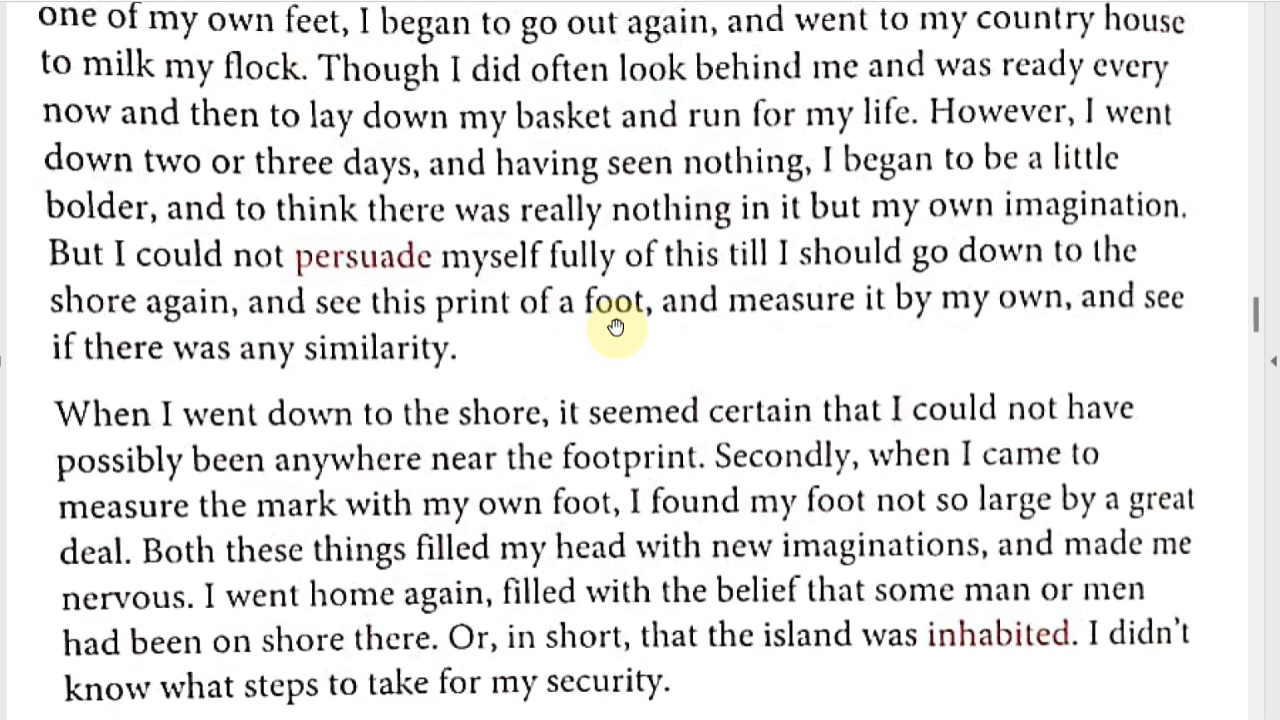 one of my own feet, I began to go out again, and went to my country house
to milk my flock. Though I did often look behind me and was ready every
now and then to lay down my basket and run for my life. However, I went
down two or three days, and having seen nothing, I began to be a little
bolder, and to think there was really nothing in it but my own imagination.
But I could not persuade myself fully of this till I should go down to the
shore again, and see this print of a foot, and measure it by my own, and see
if there was any similarity.
When I went down to the shore, it seemed certain that I could not have
possibly been anywhere near the footprint. Secondly, when I came to
measure the mark with my own foot, I found my foot not so large by a great
deal. Both these things filled my head with new imaginations, and made me
nervous. I went home again, filled with the belief that some man or men
had been on shore there. Or, in short, that the island was inhabited. I didn't
know what steps to take for my security.